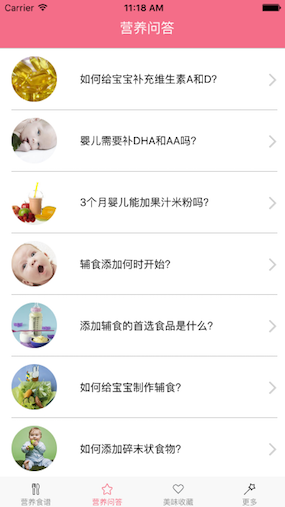 Carrier 11:18 AM
营养问答
如何给宝宝补充维生素A和D?
婴儿需要补DHA和AA吗?
3个月婴儿能加果汁米粉吗?
辅食添加何时开始?
添加辅食的首选食品是什么?
如何给宝宝制作辅食?
如何添加碎末状食物?
营养食谱 营养问答 美味收藏 更多